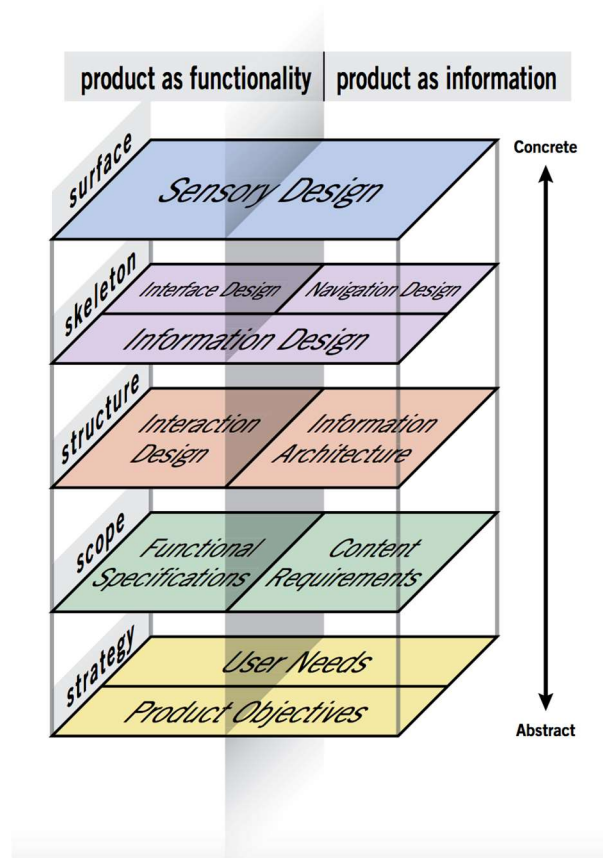 product as functionality
product as information
surface
Concrete
Sensory Design
skeleton
Interface Design
Navigation Design
Information Design
structure
Interaction
Design
Information
Architecture
scope
Functional
Specifications
Content
Requirements
strategy
User Needs
Product Objectives
Abstract